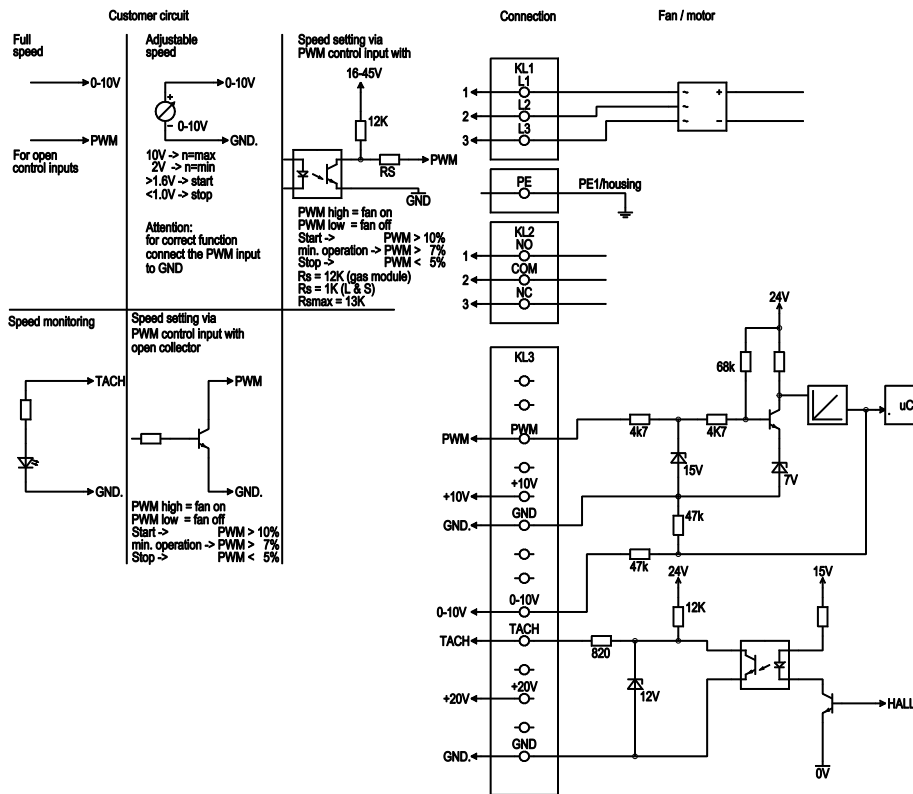 Customer circuit
Full
speed
0-10V
PWM
For open
control inputs
Adjustable
speed
0-10V
+
− 0-10V
GND.
10V -> n=max
2V -> n=min
>1.6V -> start
<1.0V -> stop
Attention:
for correct function
connect the PWM input
to GND
Speed setting via
PWM control input with
16-45V
12K
PWM
RS
GND
PWM high = fan on
PWM low = fan off
Start -> PWM > 10%
min. operation -> PWM > 7%
Stop -> PWM < 5%
Rs = 12K (gas module)
Rs = 1K (L & S)
Rsmax = 13K
Speed monitoring
TACH
GND.
Speed setting via
PWM control input with
open collector
PWM
GND.
PWM high = fan on
PWM low = fan off
Start -> PWM > 10%
min. operation -> PWM > 7%
Stop -> PWM < 5%
Connection
KL1
L1
1
L2
2
L3
3
PE
KL2
NO
1
COM
2
NC
3
KL3
PWM
PWM
+10V
+10V
GND
GND.
0-10V
0-10V
TACH
TACH
+20V
+20V
GND
GND.
Fan / motor
~ +
~
~ −
PE1/housing
24V
68k
uC
4k7
4K7
15V
7V
47k
47k
24V
15V
12K
820
12V
HALL
0V